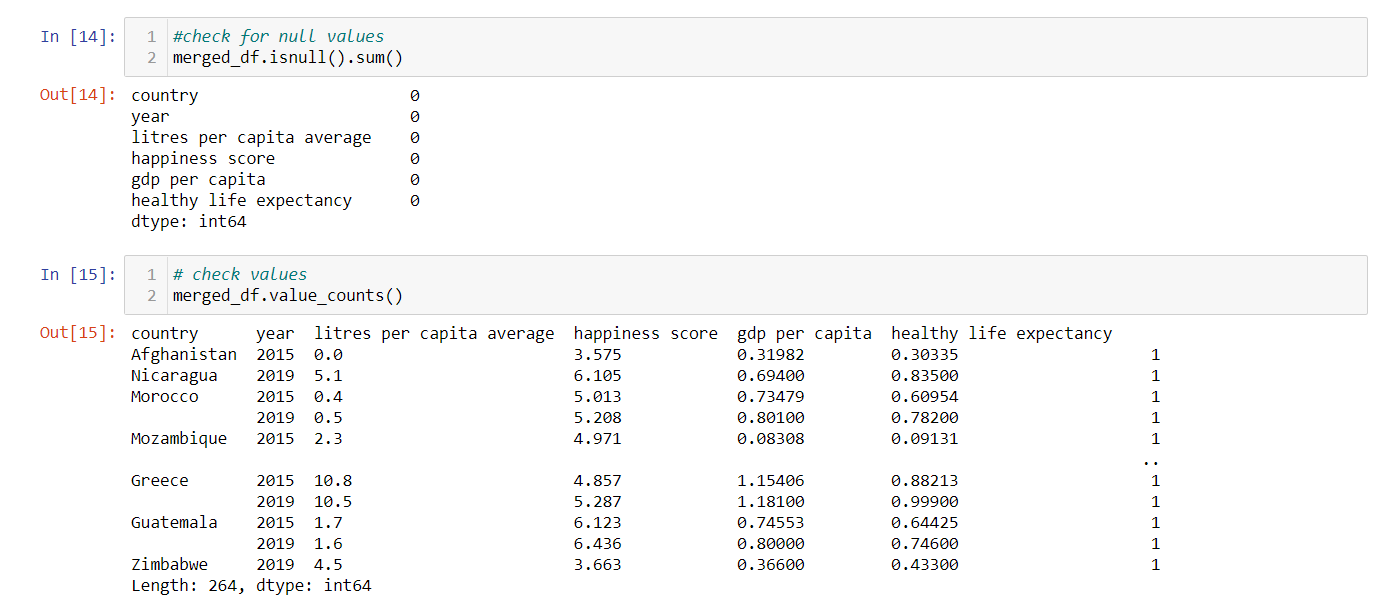 In [14]: 1 #check for null values
2 merged_df.isnull().sum()
Out[14]: country 0
year 0
litres per capita average 0
happiness score 0
gdp per capita 0
healthy life expectancy 0
dtype: int64
In [15]: 1 # check values
2 merged_df.value_counts()
Out[15]: country year litres per capita average happiness score gdp per capita healthy life expectancy
Afghanistan 2015 0.0 3.575 0.31982 0.30335 1
Nicaragua 2019 5.1 6.105 0.69400 0.83500 1
Morocco 2015 0.4 5.013 0.73479 0.60954 1
2019 0.5 5.208 0.80100 0.78200 1
Mozambique 2015 2.3 4.971 0.08308 0.09131 1
..
Greece 2015 10.8 4.857 1.15406 0.88213 1
2019 10.5 5.287 1.18100 0.99900 1
Guatemala 2015 1.7 6.123 0.74553 0.64425 1
2019 1.6 6.436 0.80000 0.74600 1
Zimbabwe 2019 4.5 3.663 0.36600 0.43300 1
Length: 264, dtype: int64